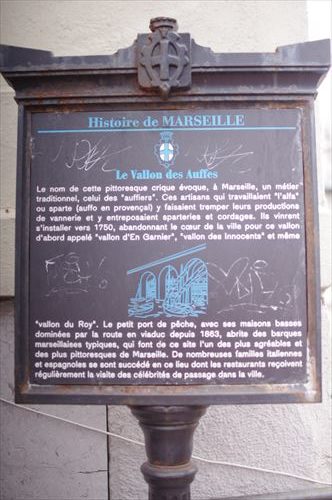 Histoire de MARSEILLE
Le Vallon des Auffes
Le nom de cette pittoresque crique évoque, à Marseille, un métier
traditionnel, celui des "auffiers". Ces artisans qui travaillaient "l'alfa"
ou sparte (auffo en provençal) y faisaient tremper leurs productions
de vannerie et y entreposaient sparteries et cordages. Ils vinrent
s'installer vers 1750, abandonnant le cœur de la ville pour ce vallon
d'abord appelé "vallon d'En Garnier", "vallon des Innocents" et même
"vallon du Roy". Le petit port de pêche, avec ses maisons basses
dominées par la route en viaduc depuis 1863, abrite des barques
marseillaises typiques, qui font de ce site l'un des plus agréables et
des plus pittoresques de Marseille. De nombreuses familles italiennes
et espagnoles se sont succédé en ce lieu dont les restaurants reçoivent
régulièrement la visite des célébrités de passage dans la ville.